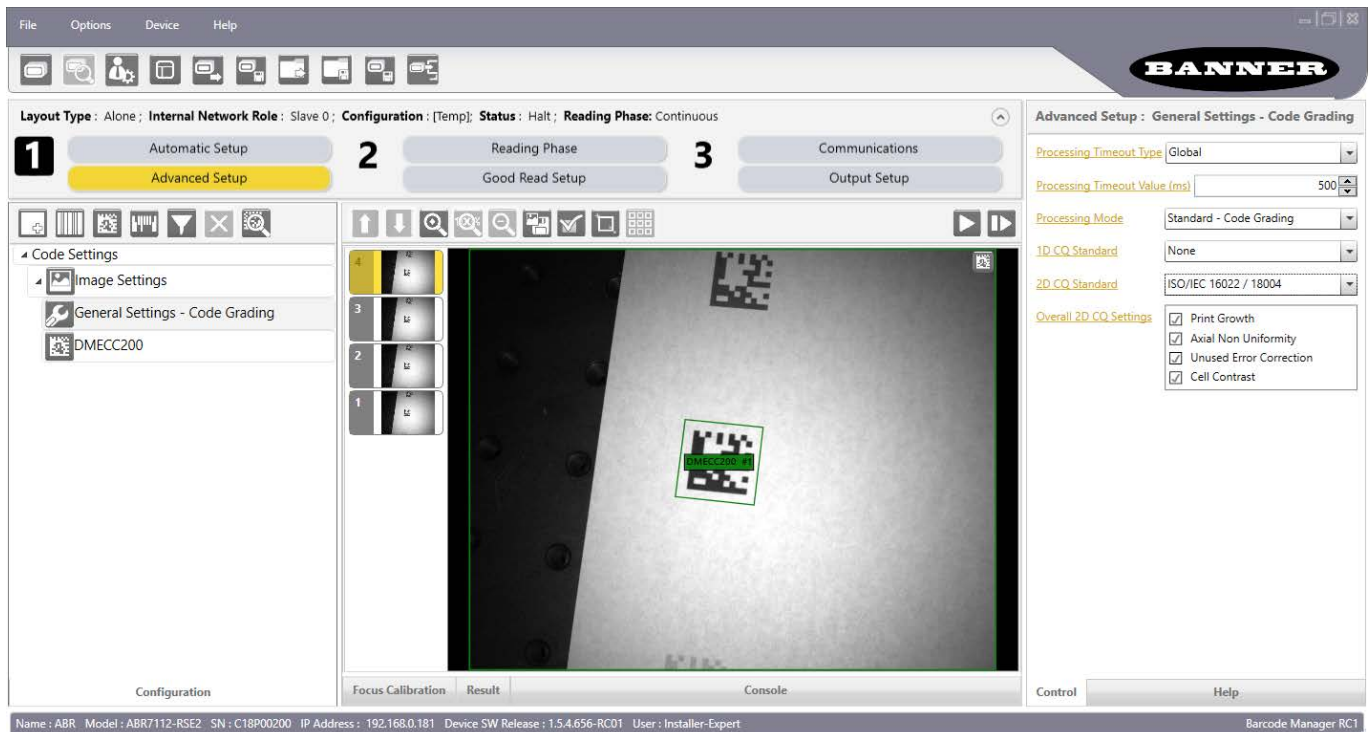 File Options Device Help
BANNER
Layout Type : Alone ; Internal Network Role : Slave 0 ; Configuration : [Temp]; Status : Halt ; Reading Phase: Continuous
1 Automatic Setup 2 Reading Phase 3 Communications
Advanced Setup Good Read Setup Output Setup
Code Settings
Image Settings
General Settings - Code Grading
DMECC200
4
3
2
1
DMECC200 #1
Configuration
Focus Calibration Result Console
Advanced Setup : General Settings - Code Grading
Processing Timeout Type Global
Processing Timeout Value (ms) 500
Processing Mode Standard - Code Grading
1D CQ Standard None
2D CQ Standard ISO/IEC 16022 / 18004
Overall 2D CQ Settings Print Growth
Axial Non Uniformity
Unused Error Correction
Cell Contrast
Control Help
Name : ABR Model : ABR7112-RSE2 SN : C18P00200 IP Address : 192.168.0.181 Device SW Release : 1.5.4.656-RC01 User : Installer-Expert Barcode Manager RC1